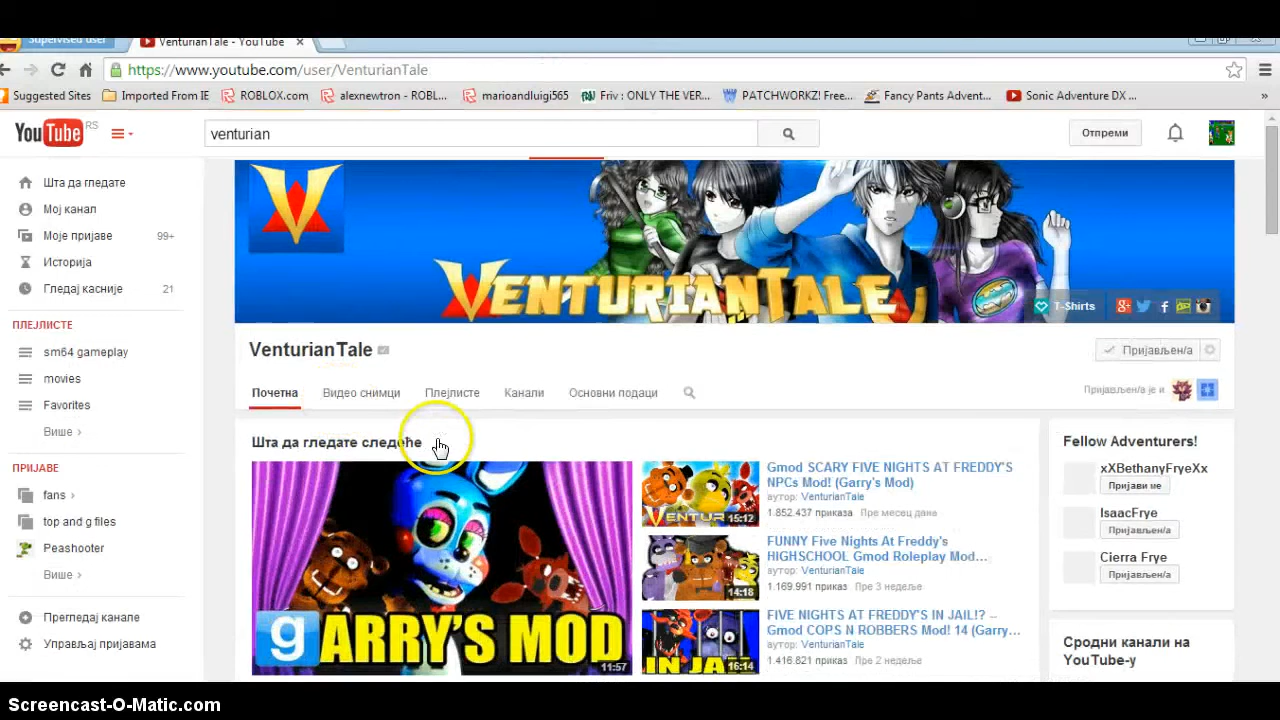 Supervised user
VenturianTale - YouTube
https://www.youtube.com/user/VenturianTale
Suggested Sites
Imported From IE
ROBLOX.com
alexnewtron - ROBL...
marioandluigi565
Friv : ONLY THE VER...
PATCHWORKZ! Free...
Fancy Pants Advent...
Sonic Adventure DX ...
»
YouTube RS
venturian
Отпреми
Шта да гледате
Мој канал
Моје пријаве 99+
Историја
Гледај касније 21
ПЛЕЈЛИСТЕ
sm64 gameplay
movies
Favorites
Више ›
ПРИЈАВЕ
fans ›
top and g files
Peashooter
Више ›
Прегледај канале
Управљај пријавама
VENTURIANTALE
T-Shirts
VenturianTale
Пријављен/а
Почетна
Видео снимци
Плејлисте
Канали
Основни подаци
Пријављен/а је и
Шта да гледате следеће
GARRY'S MOD
11:57
VENTUR
15:12
Gmod SCARY FIVE NIGHTS AT FREDDY'S
NPCs Mod! (Garry's Mod)
аутор: VenturianTale
1.852.437 приказа Пре месец дана
14:18
FUNNY Five Nights At Freddy's
HIGHSCHOOL Gmod Roleplay Mod...
аутор: VenturianTale
1.169.991 приказ Пре 3 недеље
IN JA
16:14
FIVE NIGHTS AT FREDDY'S IN JAIL!? --
Gmod COPS N ROBBERS Mod! 14 (Garry...
аутор: VenturianTale
1.416.821 приказ Пре 2 недеље
Fellow Adventurers!
xXBethanyFryeXx
Пријави ме
IsaacFrye
Пријављен/а
Cierra Frye
Пријављен/а
Сродни канали на
YouTube-у
Screencast-O-Matic.com